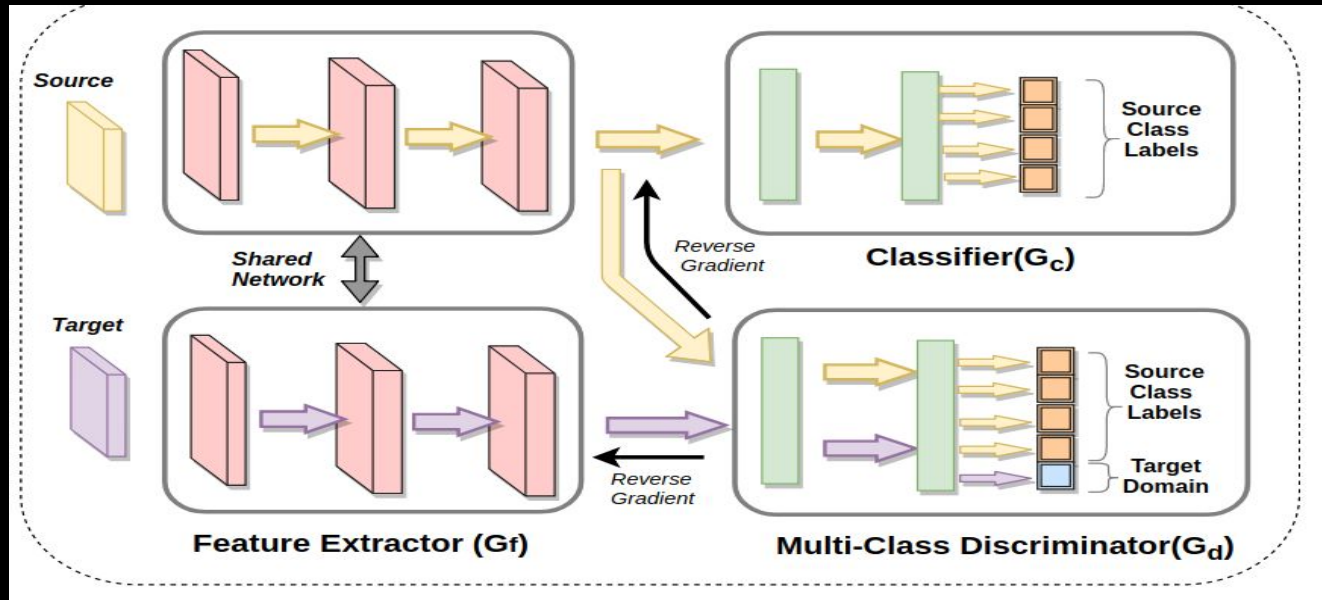 Source
Source
Class
Labels
Reverse
Gradient
Classifier(Gc)
Shared
Network
Target
Source
Class
Labels
Target
Domain
Reverse
Gradient
Feature Extractor (Gf)
Multi-Class Discriminator(Gd)